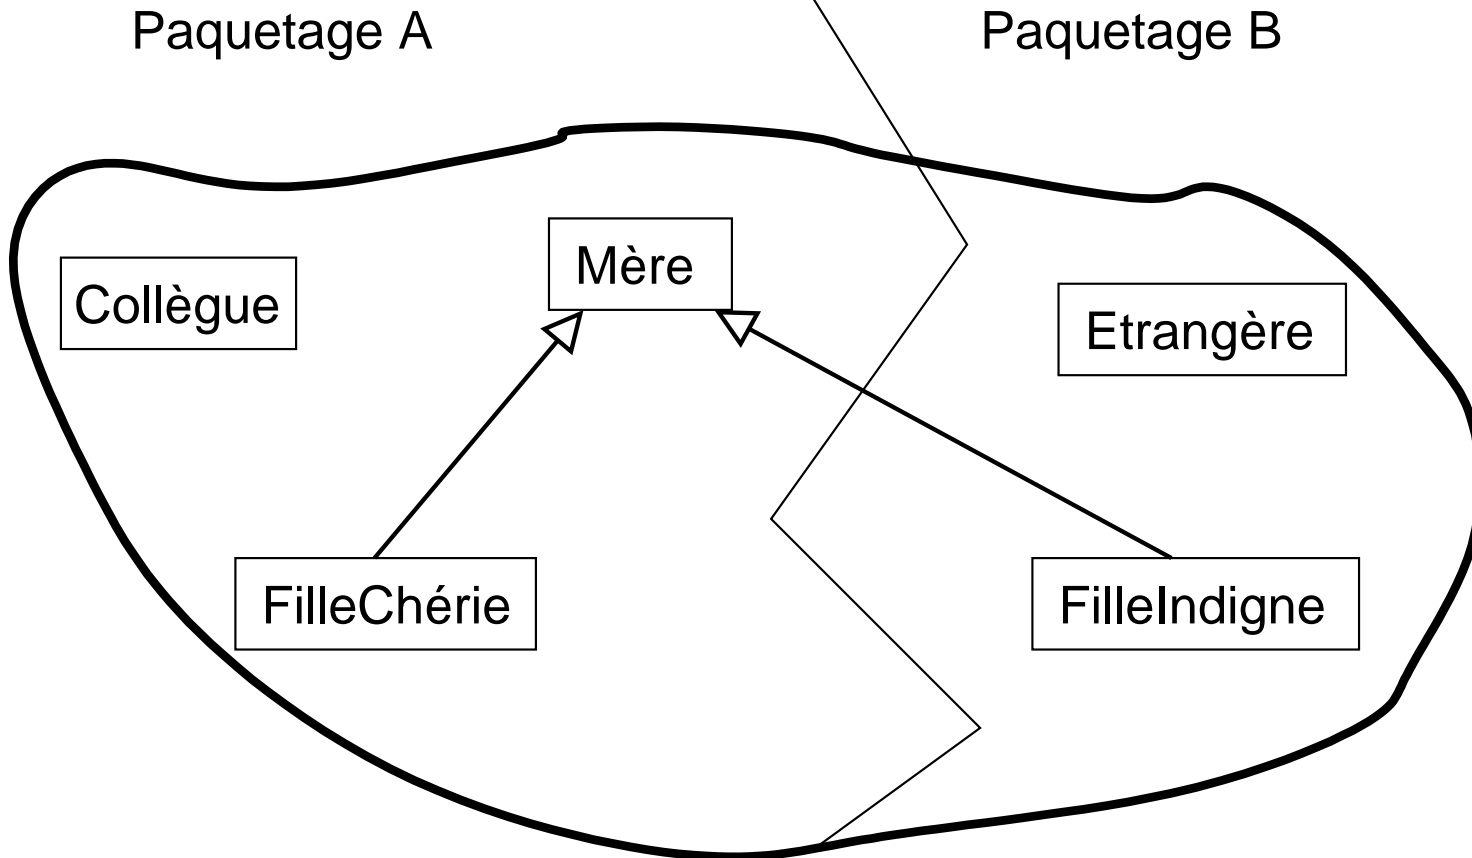 Paquetage A
Paquetage B
Mère
Collègue
Etrangère
FilleChérie
FilleIndigne